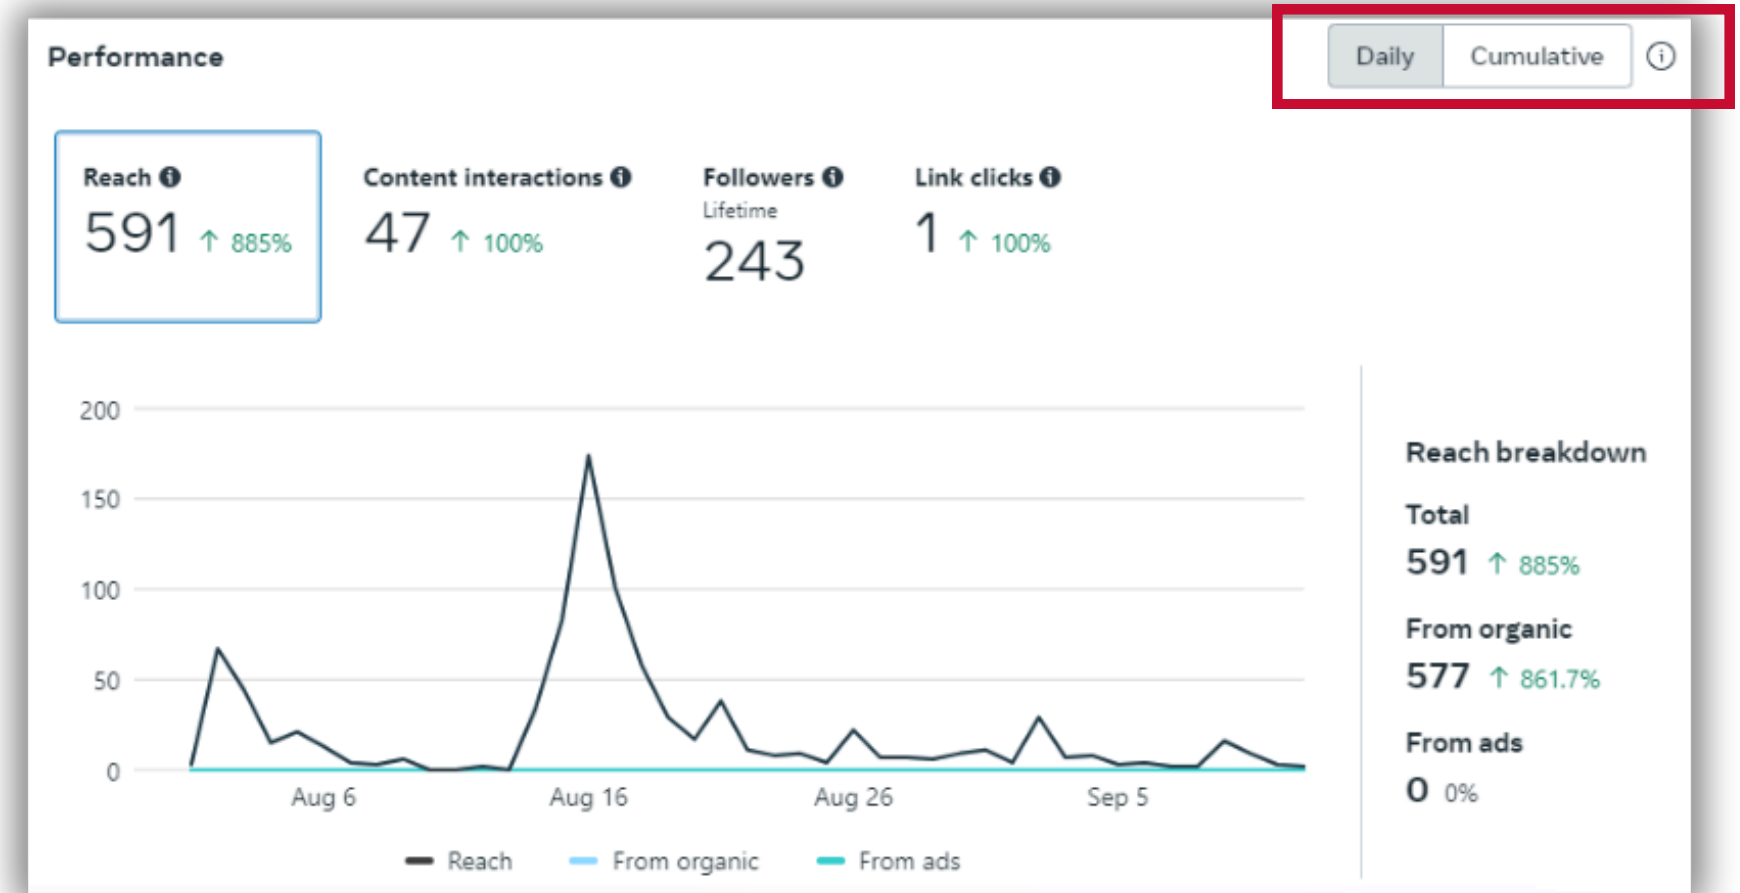 Performance
Daily Cumulative
Reach Content interactions Followers Link clicks
Lifetime
591 ↑ 885% 47 ↑ 100% 243 1 ↑ 100%
200
150
100
50
0
Aug 6 Aug 16 Aug 26 Sep 5
Reach From organic From ads
Reach breakdown
Total
591 ↑ 885%
From organic
577 ↑ 861.7%
From ads
0 0%